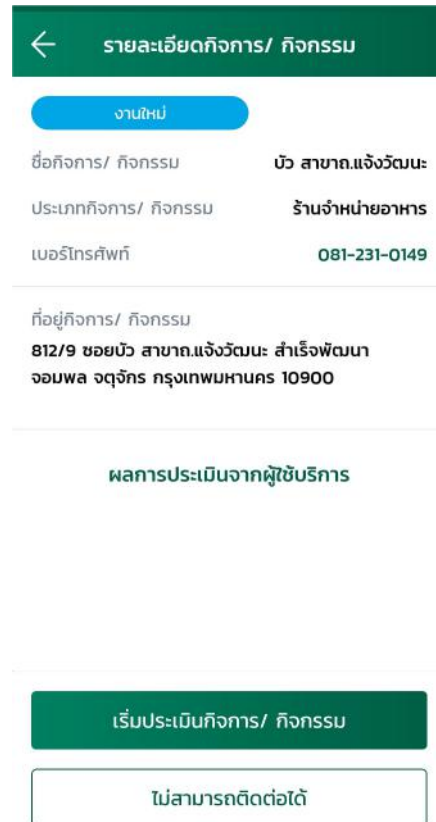 รายละเอียดกิจการ/ กิจกรรม
งานใหม่
ชื่อกิจการ/ กิจกรรม บัว สาขาถ.แจ้งวัฒนะ
ประเภทกิจการ/ กิจกรรม ร้านจำหน่ายอาหาร
เบอร์โทรศัพท์ 081-231-0149
ที่อยู่กิจการ/ กิจกรรม
812/9 ซอยบัว สาขาถ.แจ้งวัฒนะ สำเร็จพัฒนา
จอมพล จตุจักร กรุงเทพมหานคร 10900
ผลการประเมินจากผู้ใช้บริการ
เริ่มประเมินกิจการ/ กิจกรรม
ไม่สามารถติดต่อได้